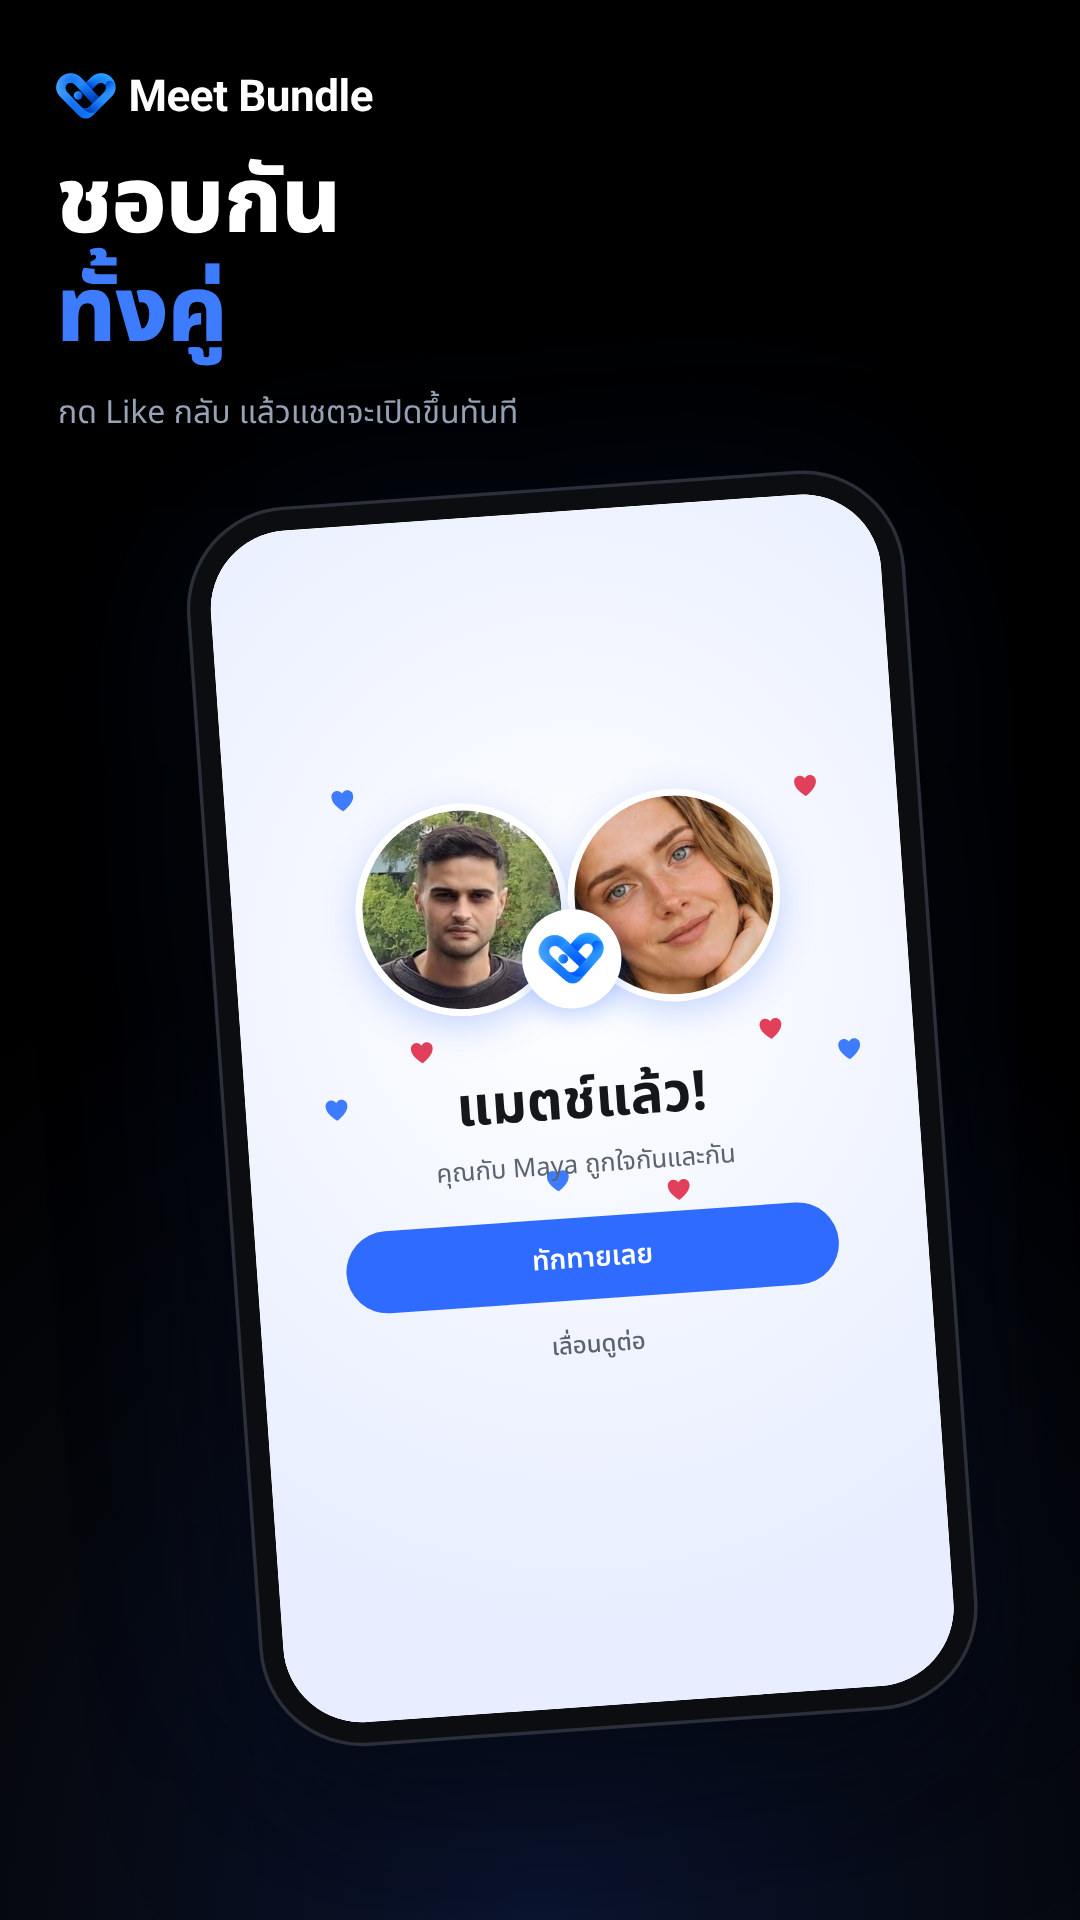 Meet Bundle
ชอบกัน
ทั้งคู่
กด Like กลับ แล้วแชตจะเปิดขึ้นทันที
แมตช์แล้ว!
คุณกับ Maya ถูกใจกันและกัน
ทักทายเลย
เลื่อนดูต่อ